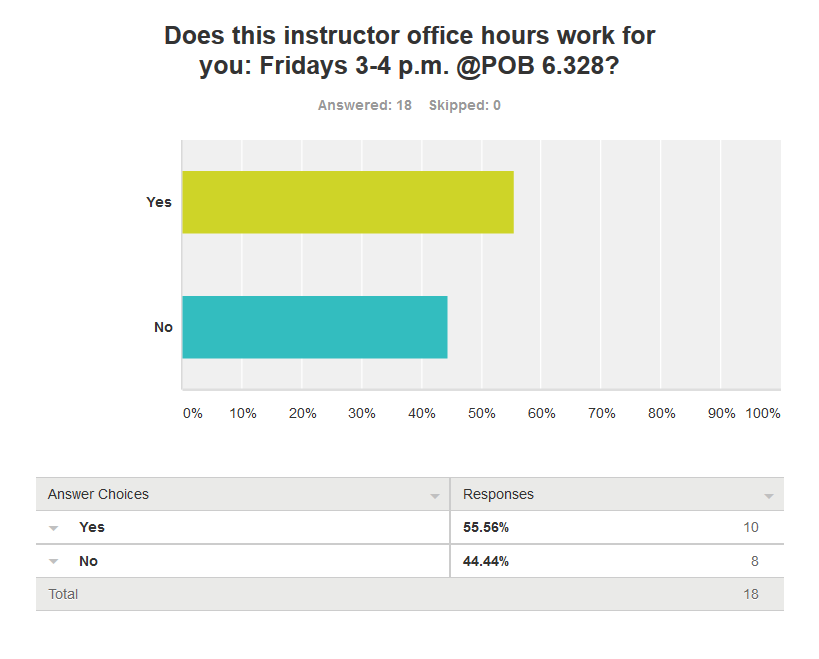 Does this instructor office hours work for
you: Fridays 3-4 p.m. @POB 6.328?
Answered: 18 Skipped: 0
Yes
No
0% 10% 20% 30% 40% 50% 60% 70% 80% 90% 100%
Answer Choices Responses
Yes 55.56% 10
No 44.44% 8
Total 18